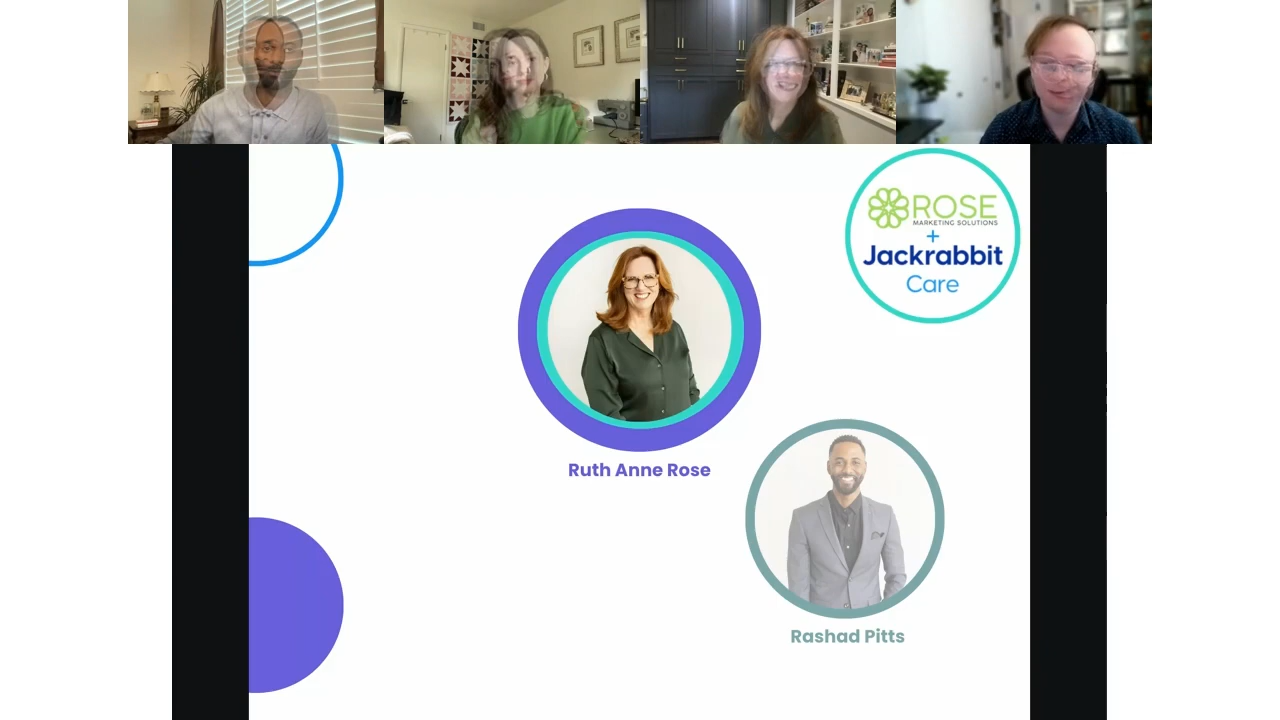 ROSE
MARKETING SOLUTIONS
+
Jackrabbit
Care
Ruth Anne Rose
Rashad Pitts